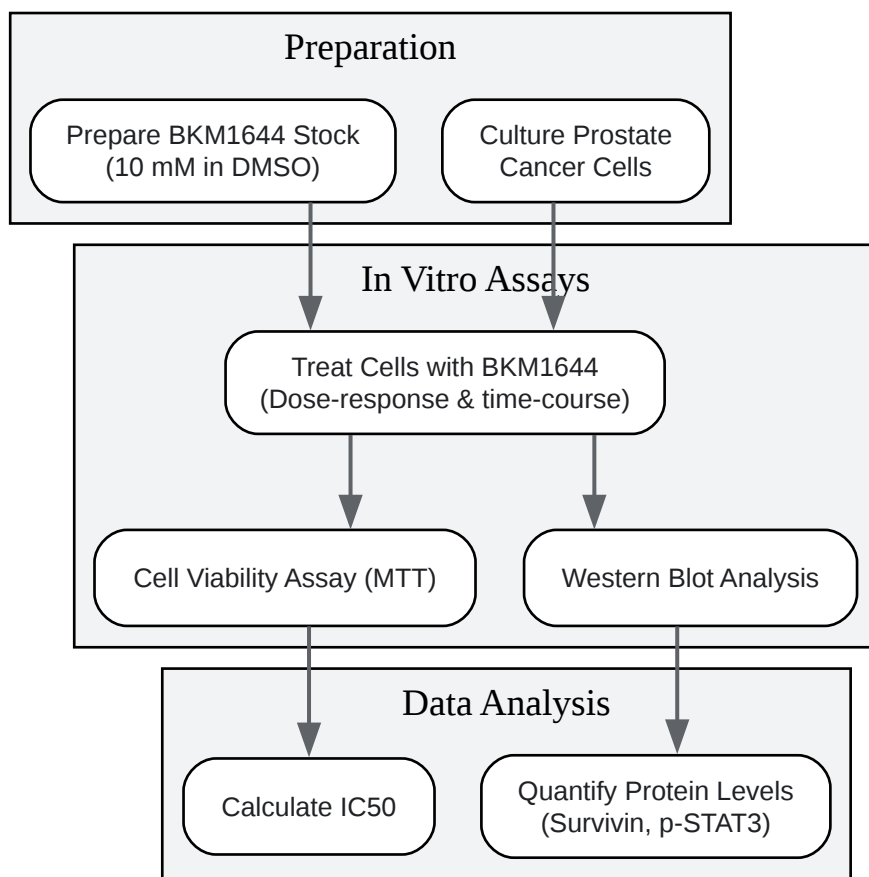 Preparation
Prepare BKM1644 Stock
(10 mM in DMSO)
Culture Prostate
Cancer Cells
In Vitro Assays
Treat Cells with BKM1644
(Dose-response & time-course)
Cell Viability Assay (MTT)
Western Blot Analysis
Data Analysis
Calculate IC50
Quantify Protein Levels
(Survivin, p-STAT3)